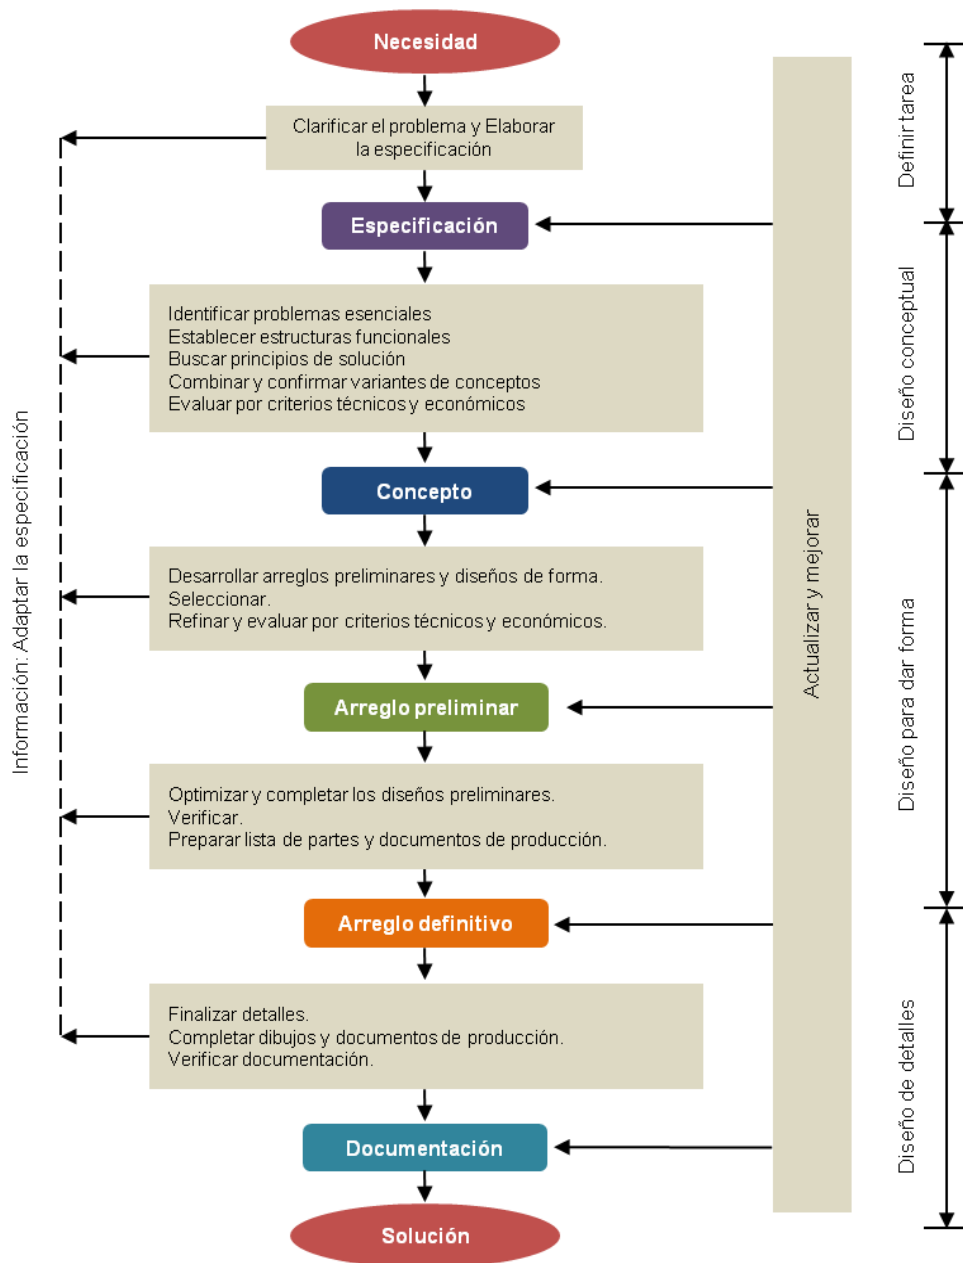 Necesidad
Clarificar el problema y Elaborar
la especificación
Especificación
Identificar problemas esenciales
Establecer estructuras funcionales
Buscar principios de solución
Combinar y confirmar variantes de conceptos
Evaluar por criterios técnicos y económicos
Concepto
Desarrollar arreglos preliminares y diseños de forma.
Seleccionar.
Refinar y evaluar por criterios técnicos y económicos.
Arreglo preliminar
Optimizar y completar los diseños preliminares.
Verificar.
Preparar lista de partes y documentos de producción.
Arreglo definitivo
Finalizar detalles.
Completar dibujos y documentos de producción.
Verificar documentación.
Documentación
Solución
Información: Adaptar la especificación
Actualizar y mejorar
Definir tarea
Diseño conceptual
Diseño para dar forma
Diseño de detalles